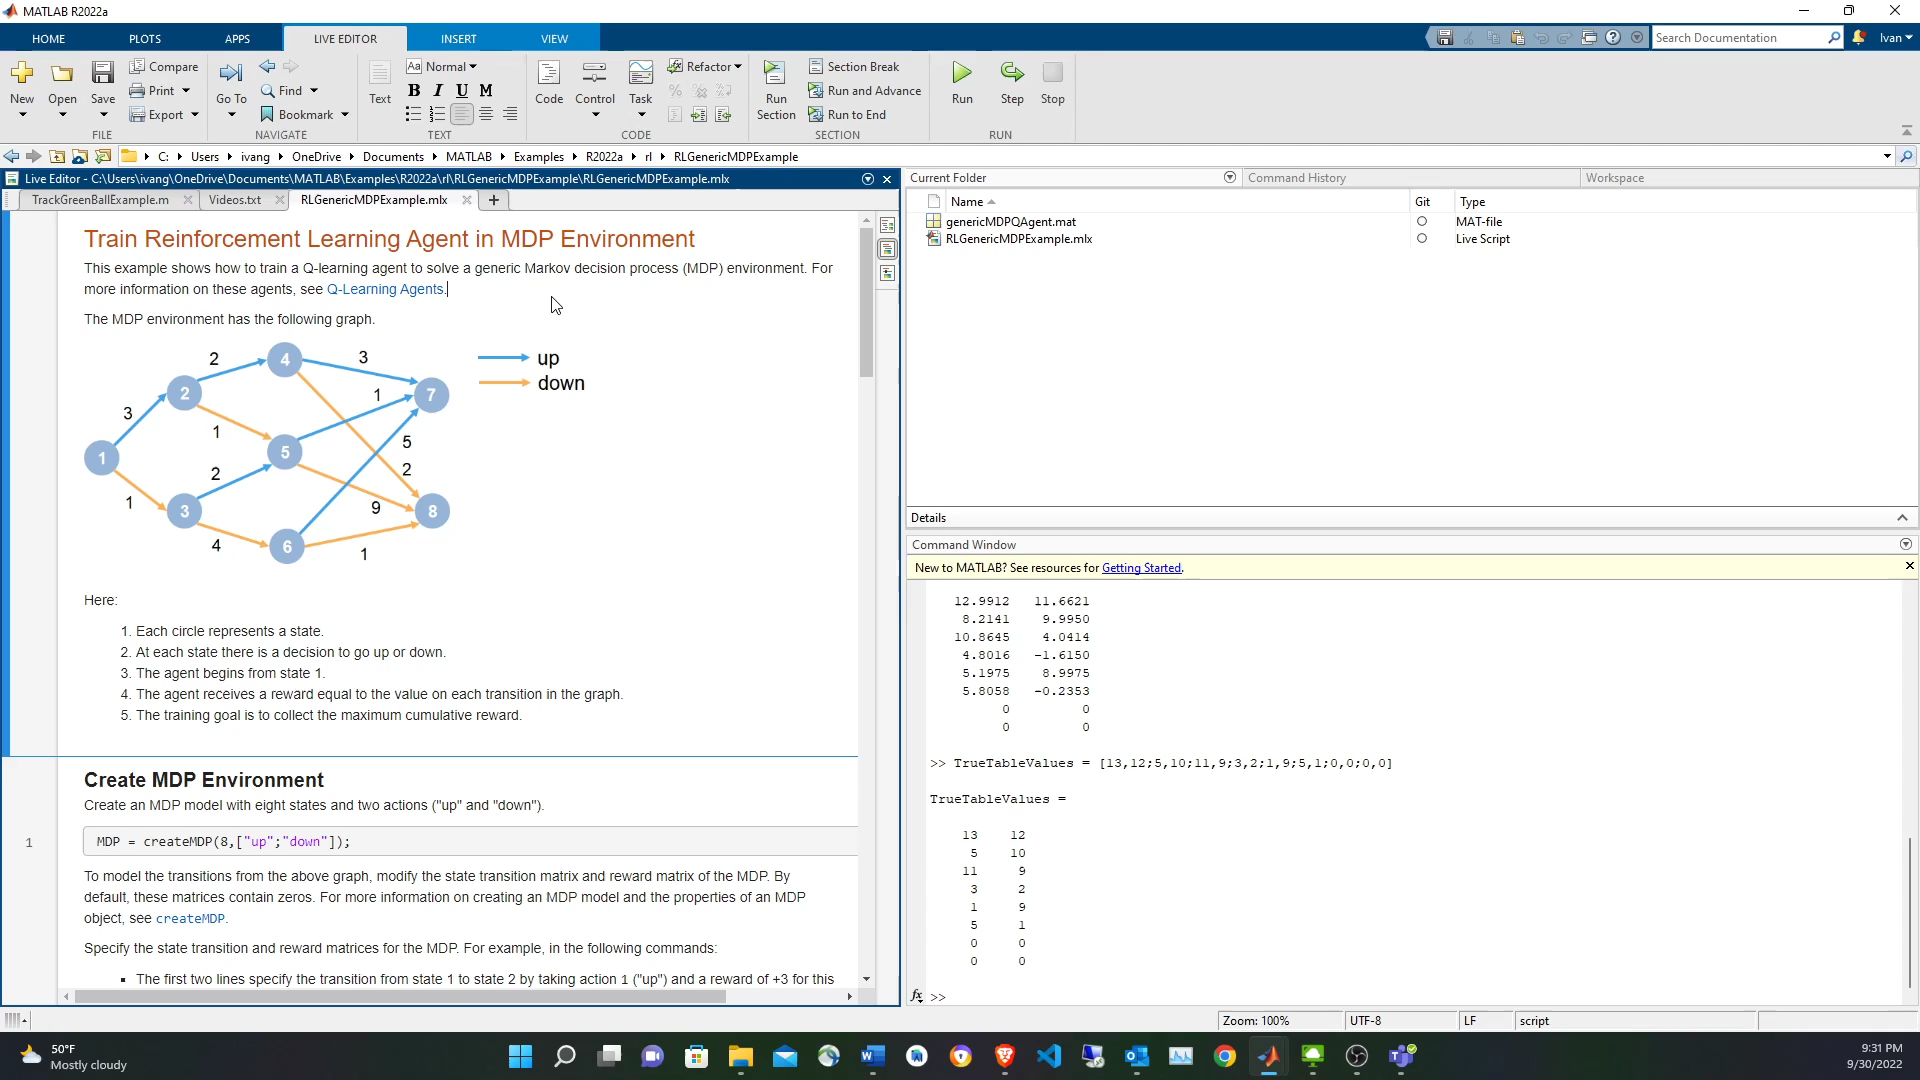 MATLAB R2022a
HOME PLOTS APPS LIVE EDITOR INSERT VIEW
Search Documentation
Ivan
New Open Save
Compare
Print
Export
FILE
Go To
Find
Bookmark
NAVIGATE
Text
Aa Normal
B I U M
TEXT
Code Control Task
Refactor
CODE
Run Section
Section Break
Run and Advance
Run to End
SECTION
Run Step Stop
RUN
C: Users ivang OneDrive Documents MATLAB Examples R2022a rl RLGenericMDPExample
Live Editor - C:\Users\ivang\OneDrive\Documents\MATLAB\Examples\R2022a\rl\RLGenericMDPExample\RLGenericMDPExample.mlx
TrackGreenBallExample.m Videos.txt RLGenericMDPExample.mlx
Train Reinforcement Learning Agent in MDP Environment
This example shows how to train a Q-learning agent to solve a generic Markov decision process (MDP) environment. For
more information on these agents, see Q-Learning Agents.
The MDP environment has the following graph.
2 4 3
up
down
2 1 7
3
1 5 5
1
2 2
1 3 9 8
4 6 1
Here:
1. Each circle represents a state.
2. At each state there is a decision to go up or down.
3. The agent begins from state 1.
4. The agent receives a reward equal to the value on each transition in the graph.
5. The training goal is to collect the maximum cumulative reward.
Create MDP Environment
Create an MDP model with eight states and two actions ("up" and "down").
1 MDP = createMDP(8,["up";"down"]);
To model the transitions from the above graph, modify the state transition matrix and reward matrix of the MDP. By
default, these matrices contain zeros. For more information on creating an MDP model and the properties of an MDP
object, see createMDP.
Specify the state transition and reward matrices for the MDP. For example, in the following commands:
▪ The first two lines specify the transition from state 1 to state 2 by taking action 1 ("up") and a reward of +3 for this
Current Folder Command History Workspace
Name Git Type
genericMDPQAgent.mat MAT-file
RLGenericMDPExample.mlx Live Script
Details
Command Window
New to MATLAB? See resources for Getting Started.
12.9912 11.6621
8.2141 9.9950
10.8645 4.0414
4.8016 -1.6150
5.1975 8.9975
5.8058 -0.2353
0 0
0 0
>> TrueTableValues = [13,12;5,10;11,9;3,2;1,9;5,1;0,0;0,0]
TrueTableValues =
13 12
5 10
11 9
3 2
1 9
5 1
0 0
0 0
fx >>
Zoom: 100% UTF-8 LF script
50°F
Mostly cloudy
9:31 PM
9/30/2022